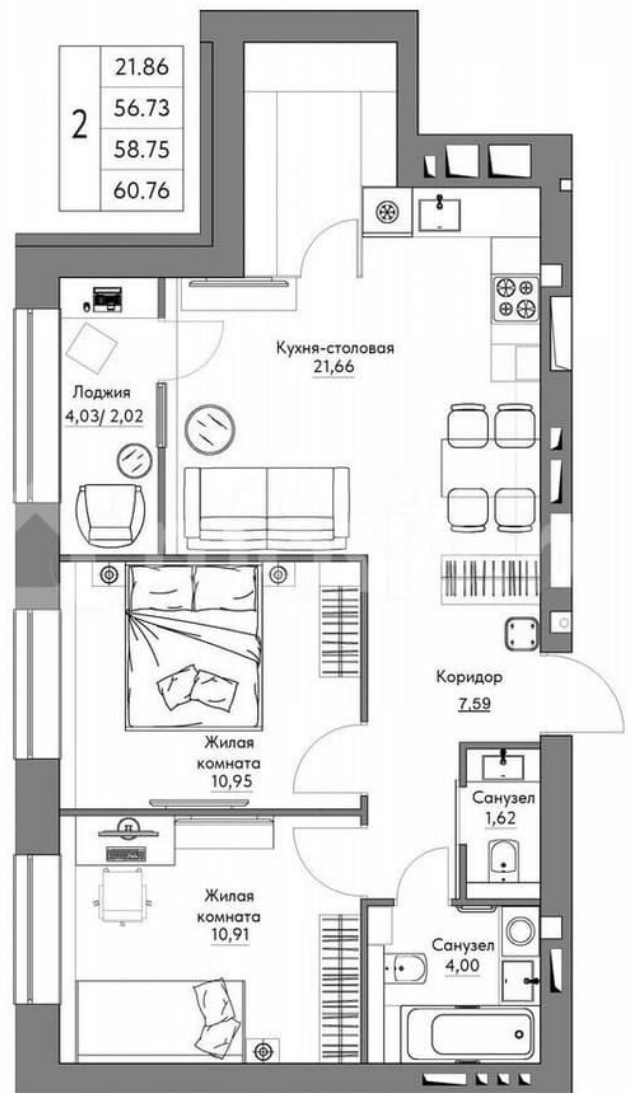 2
21.86
56.73
58.75
60.76
Кухня-столовая
21,66
Лоджия
4,03/ 2,02
Коридор
7,59
Жилая
комната
10,95
Санузел
1,62
Жилая
комната
10,91
Санузел
4,00